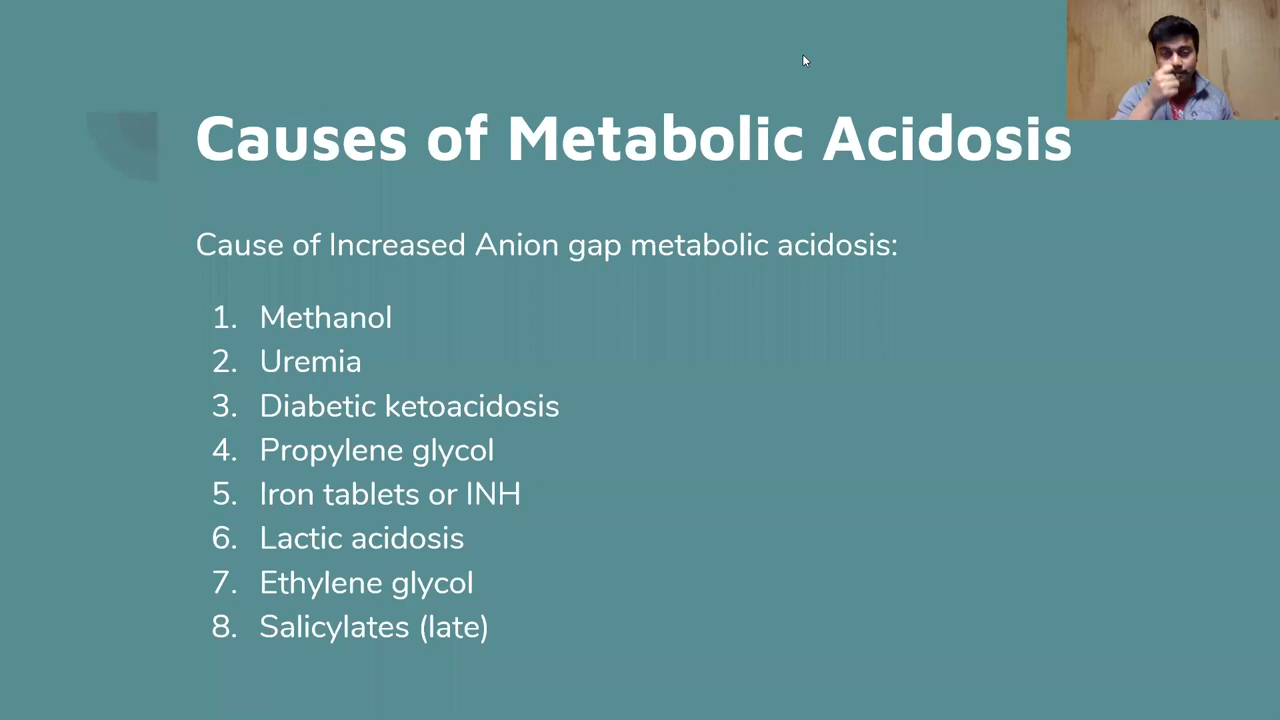 Causes of Metabolic Acidosis
Cause of Increased Anion gap metabolic acidosis:
1. Methanol
2. Uremia
3. Diabetic ketoacidosis
4. Propylene glycol
5. Iron tablets or INH
6. Lactic acidosis
7. Ethylene glycol
8. Salicylates (late)